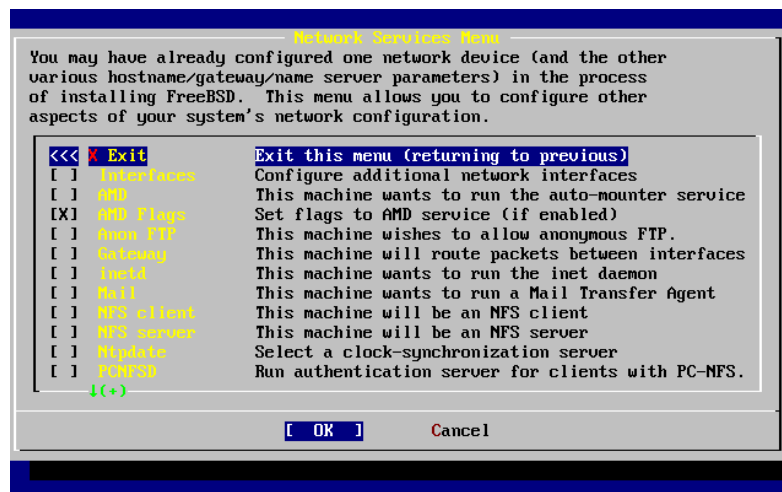 Network Services Menu
You may have already configured one network device (and the other
various hostname/gateway/name server parameters) in the process
of installing FreeBSD.  This menu allows you to configure other
aspects of your system's network configuration.
<<< X Exit Exit this menu (returning to previous)
[ ] Interfaces Configure additional network interfaces
[ ] AMD This machine wants to run the auto-mounter service
[X] AMD Flags Set flags to AMD service (if enabled)
[ ] Anon FTP This machine wishes to allow anonymous FTP.
[ ] Gateway This machine will route packets between interfaces
[ ] inetd This machine wants to run the inet daemon
[ ] Mail This machine wants to run a Mail Transfer Agent
[ ] NFS client This machine will be an NFS client
[ ] NFS server This machine will be an NFS server
[ ] Ntpdate Select a clock-synchronization server
[ ] PCNFSD Run authentication server for clients with PC-NFS.
↓(+)
[ OK ] Cancel